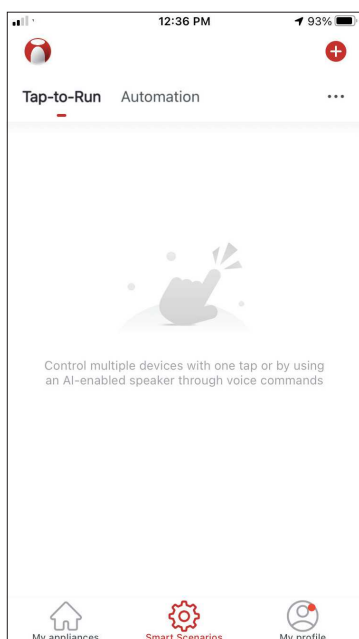 12:36 PM
93%
Tap-to-Run Automation
Control multiple devices with one tap or by using
an AI-enabled speaker through voice commands
My appliances Smart Scenarios My profile